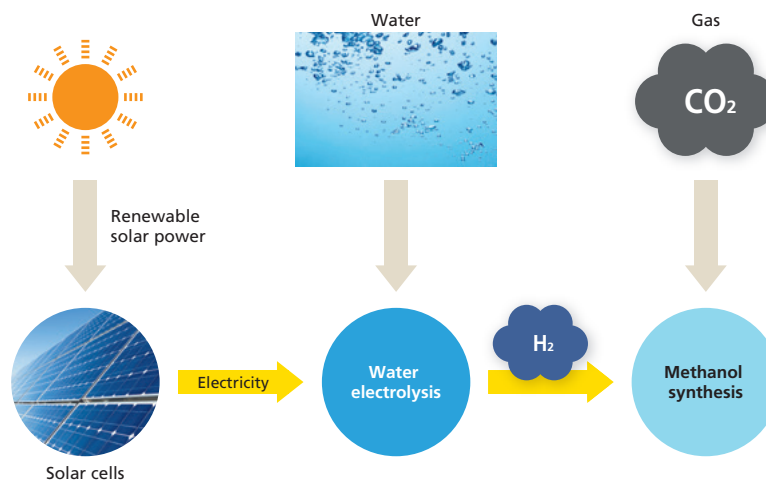 Water
Gas
CO₂
Renewable
solar power
Electricity
Water
electrolysis
H₂
Methanol
synthesis
Solar cells